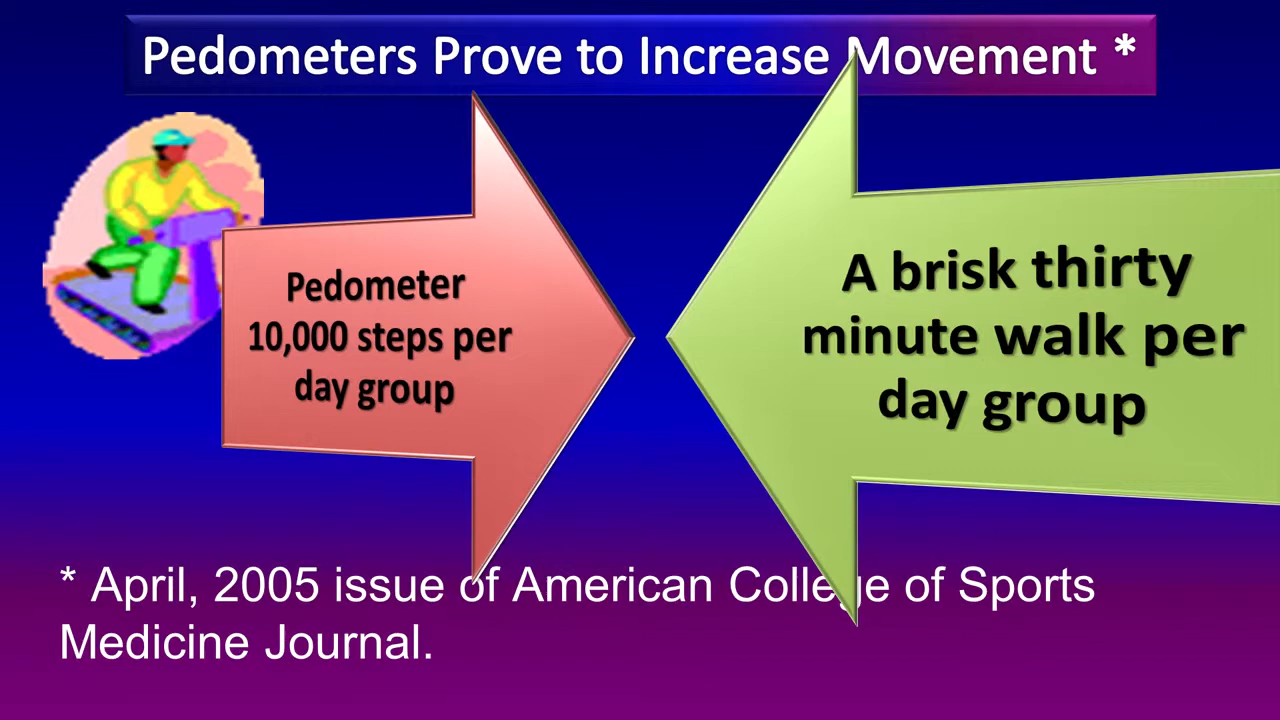 Pedometers Prove to Increase Movement *
Pedometer
10,000 steps per
day group
A brisk thirty
minute walk per
day group
* April, 2005 issue of American College of Sports
Medicine Journal.